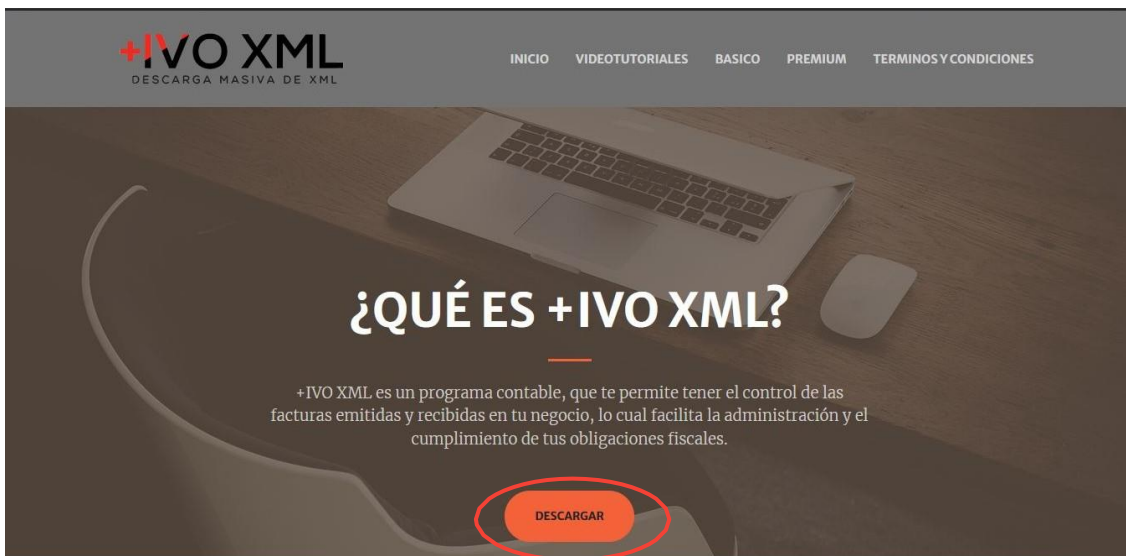 +IVO XML
DESCARGA MASIVA DE XML
INICIO VIDEOTUTORIALES BASICO PREMIUM TERMINOS Y CONDICIONES
¿QUÉ ES +IVO XML?
+IVO XML es un programa contable, que te permite tener el control de las
facturas emitidas y recibidas en tu negocio, lo cual facilita la administración y el
cumplimiento de tus obligaciones fiscales.
DESCARGAR